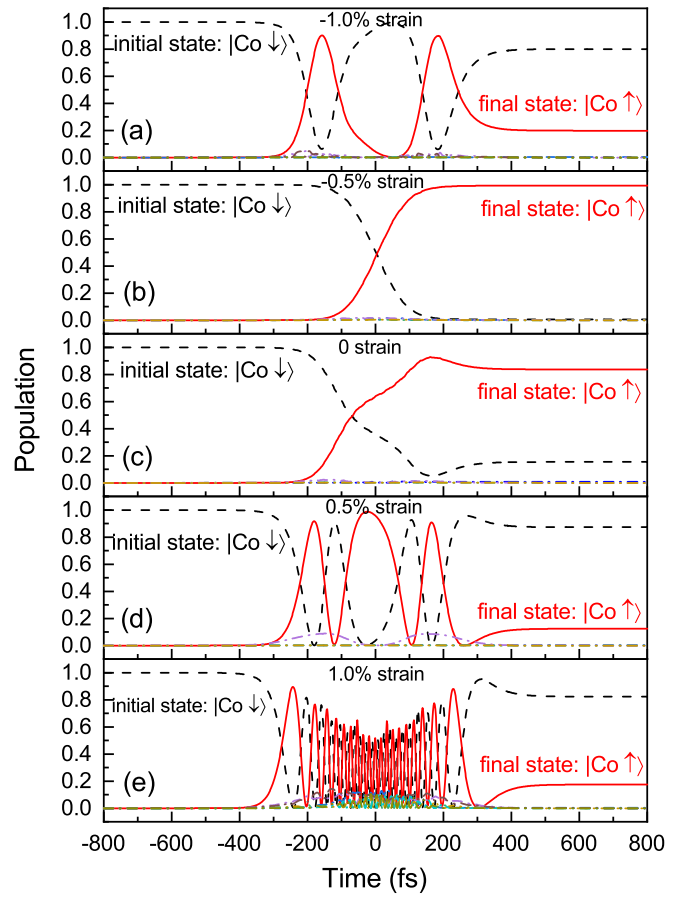 -1.0% strain
initial state: |Co ↓⟩
final state: |Co ↑⟩
(a)
1.0
0.8
0.6
0.4
0.2
0.0
-0.5% strain
initial state: |Co ↓⟩
final state: |Co ↑⟩
(b)
1.0
0.8
0.6
0.4
0.2
0.0
0 strain
initial state: |Co ↓⟩
final state: |Co ↑⟩
(c)
1.0
0.8
0.6
0.4
0.2
0.0
0.5% strain
initial state: |Co ↓⟩
final state: |Co ↑⟩
(d)
1.0
0.8
0.6
0.4
0.2
0.0
1.0% strain
initial state: |Co ↓⟩
final state: |Co ↑⟩
(e)
1.0
0.8
0.6
0.4
0.2
0.0
-800 -600 -400 -200 0 200 400 600 800
Time (fs)
Population